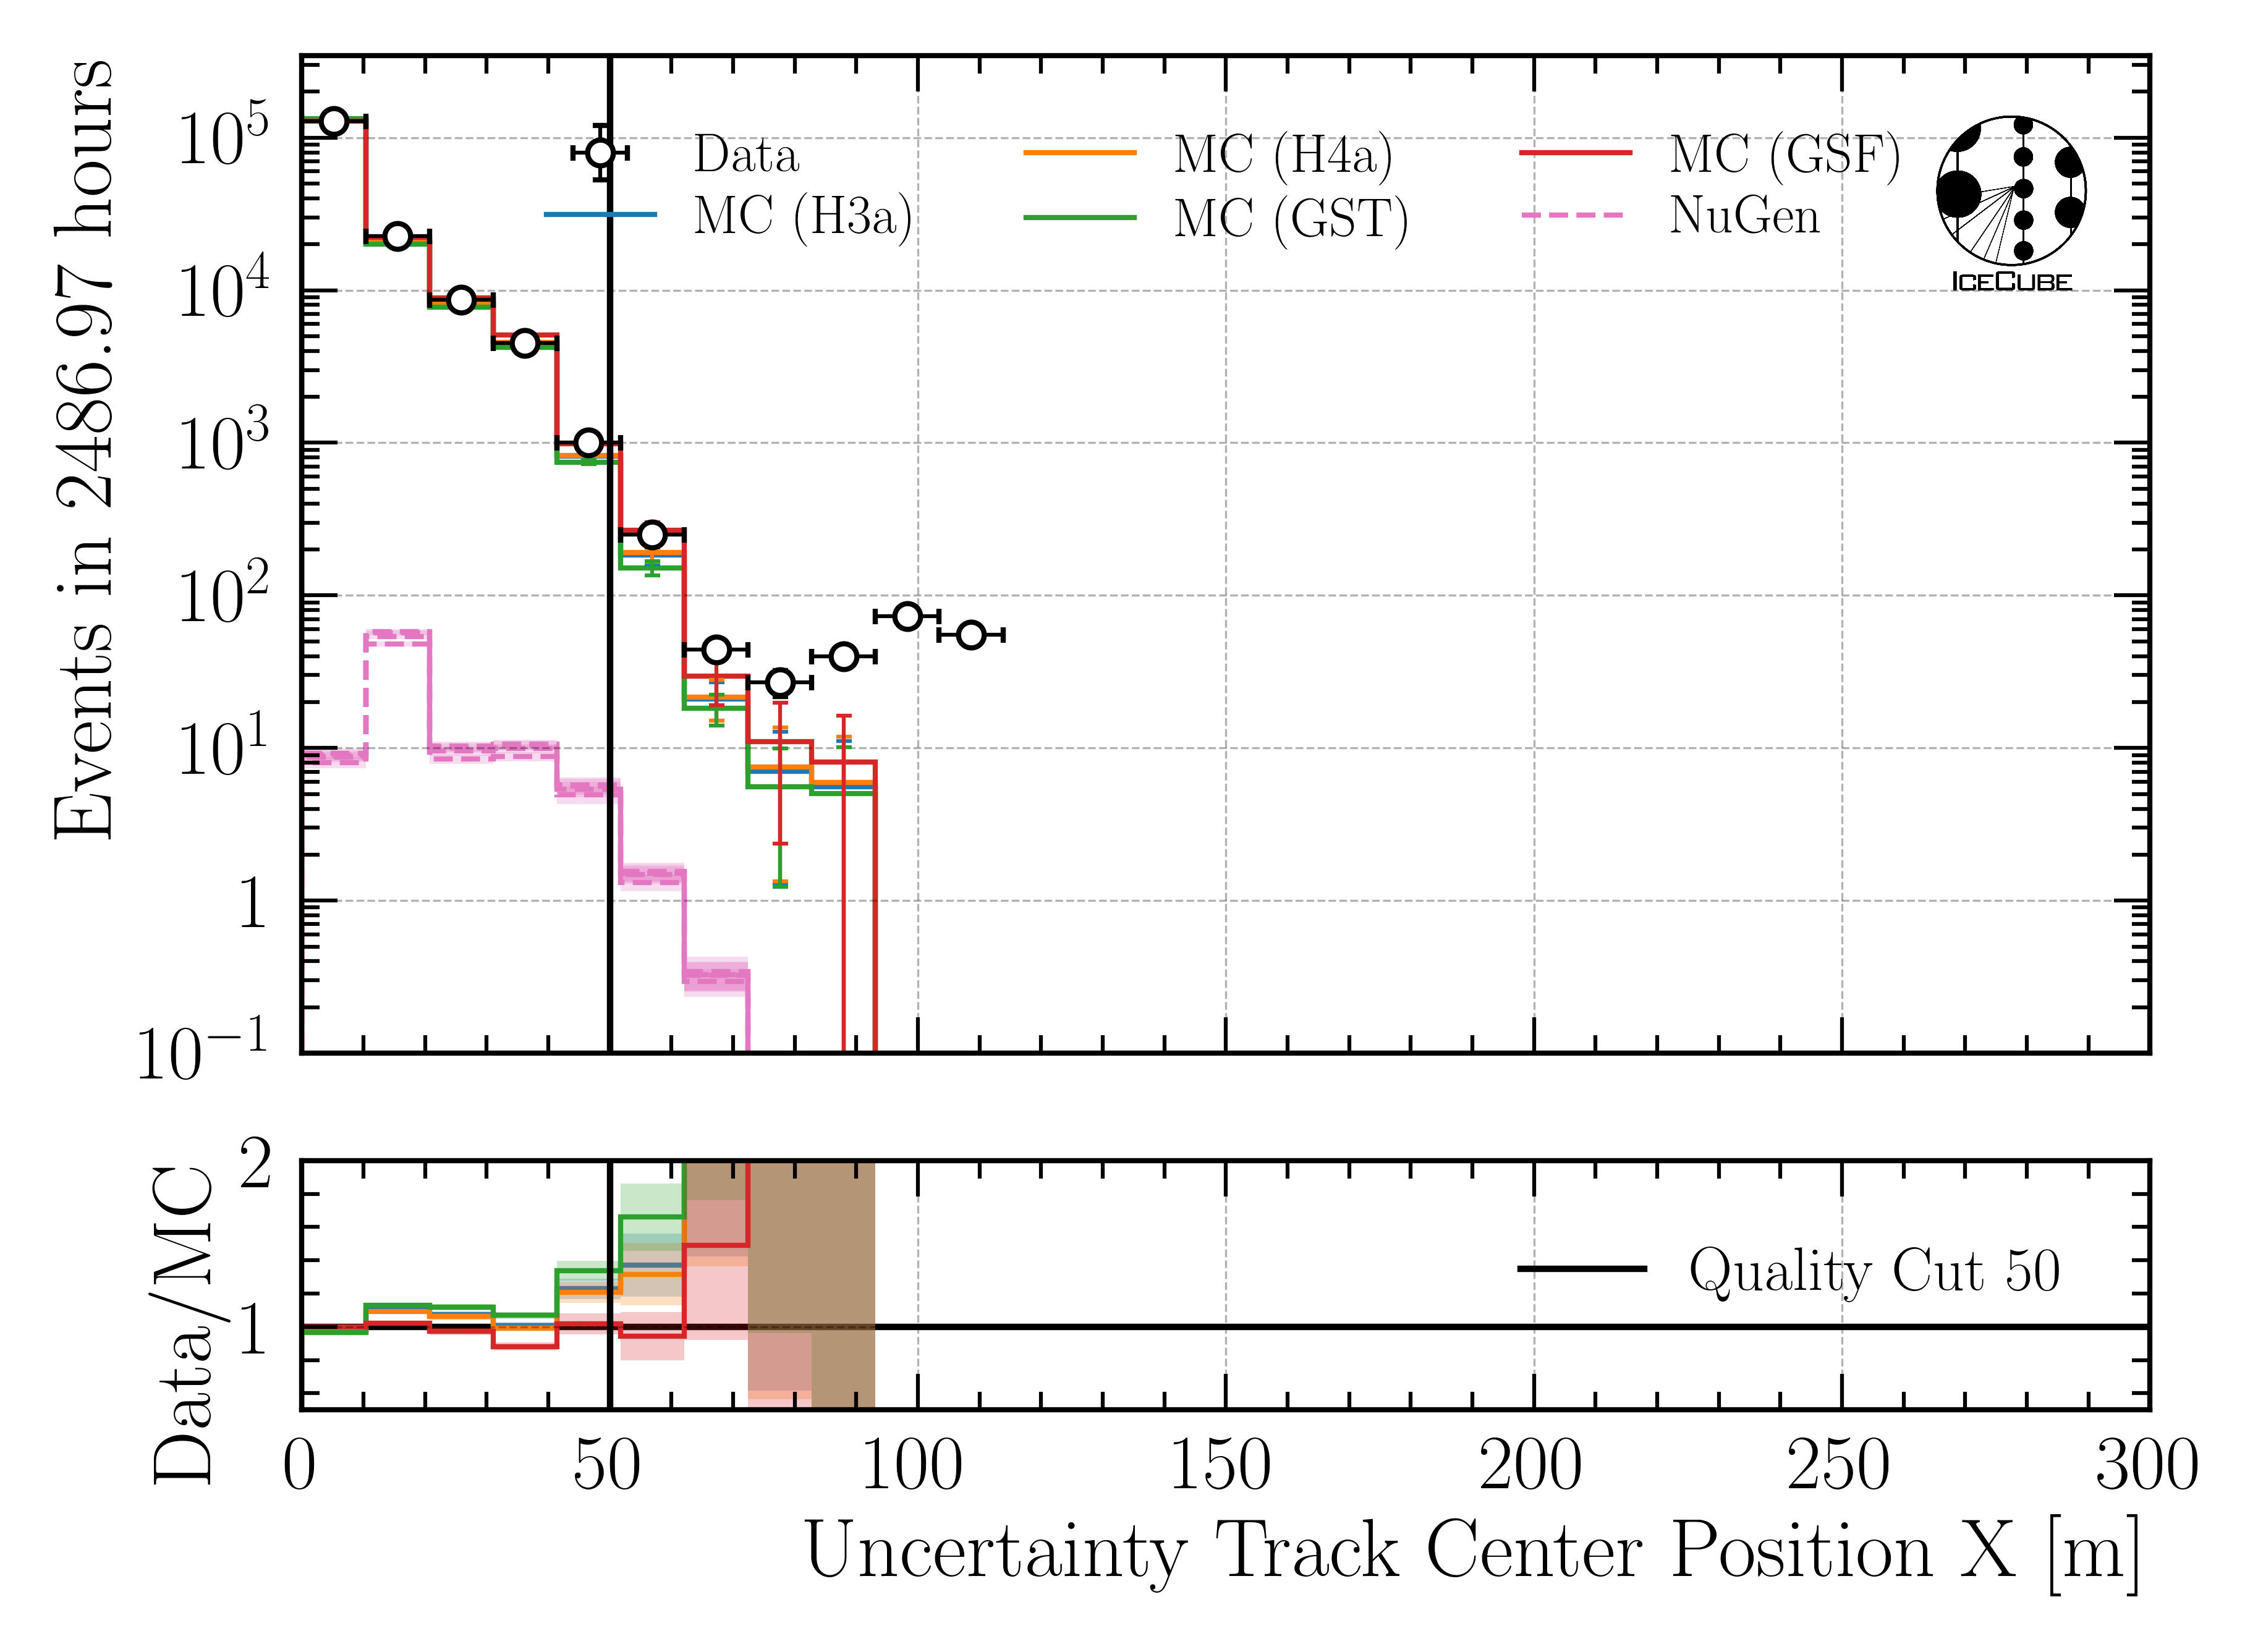 Events in 2486.97 hours
10^5
10^4
10^3
10^2
10^1
1
10^−1
Data
MC (H3a)
MC (H4a)
MC (GST)
MC (GSF)
NuGen
ICECUBE
Data/MC
2
1
Quality Cut 50
0 50 100 150 200 250 300
Uncertainty Track Center Position X [m]